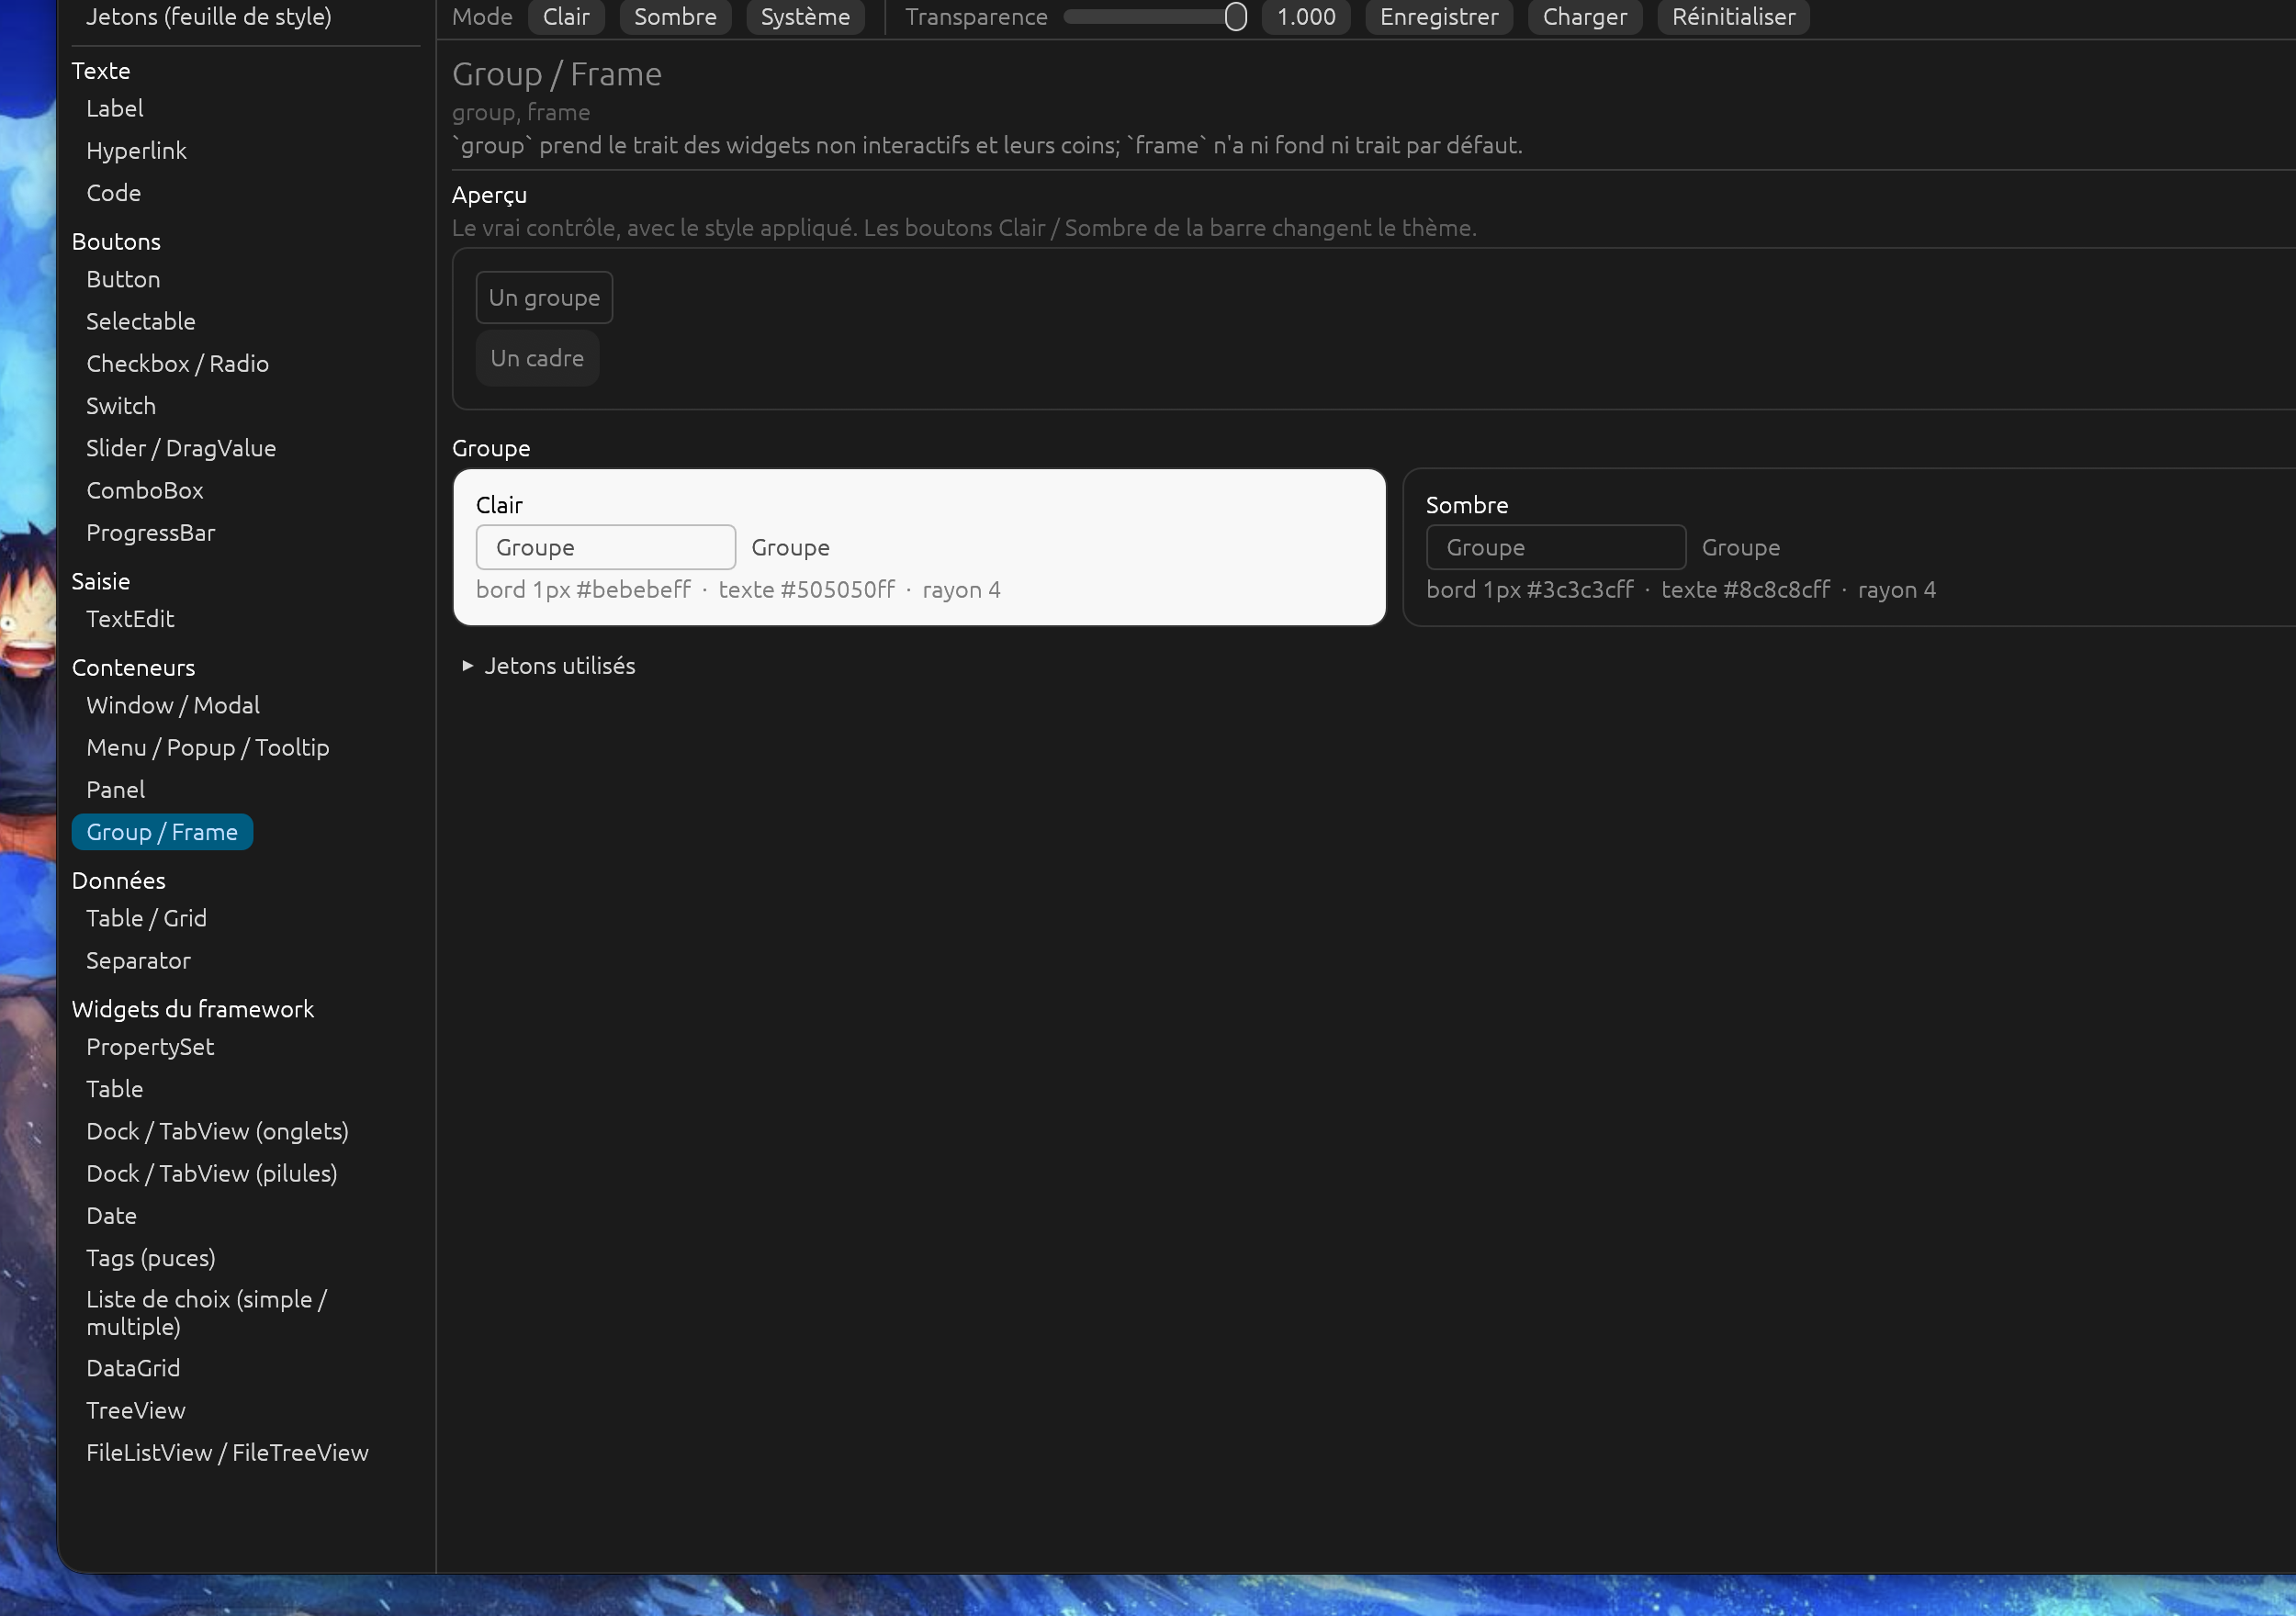 Jetons (feuille de style)
Texte
Label
Hyperlink
Code
Boutons
Button
Selectable
Checkbox / Radio
Switch
Slider / DragValue
ComboBox
ProgressBar
Saisie
TextEdit
Conteneurs
Window / Modal
Menu / Popup / Tooltip
Panel
Group / Frame
Données
Table / Grid
Separator
Widgets du framework
PropertySet
Table
Dock / TabView (onglets)
Dock / TabView (pilules)
Date
Tags (puces)
Liste de choix (simple /
multiple)
DataGrid
TreeView
FileListView / FileTreeView
Mode Clair Sombre Système Transparence 1.000 Enregistrer Charger Réinitialiser
Group / Frame
group, frame
`group` prend le trait des widgets non interactifs et leurs coins; `frame` n'a ni fond ni trait par défaut.
Aperçu
Le vrai contrôle, avec le style appliqué. Les boutons Clair / Sombre de la barre changent le thème.
Un groupe
Un cadre
Groupe
Clair
Groupe Groupe
bord 1px #bebebeff · texte #505050ff · rayon 4
Sombre
Groupe Groupe
bord 1px #3c3c3cff · texte #8c8c8cff · rayon 4
Jetons utilisés